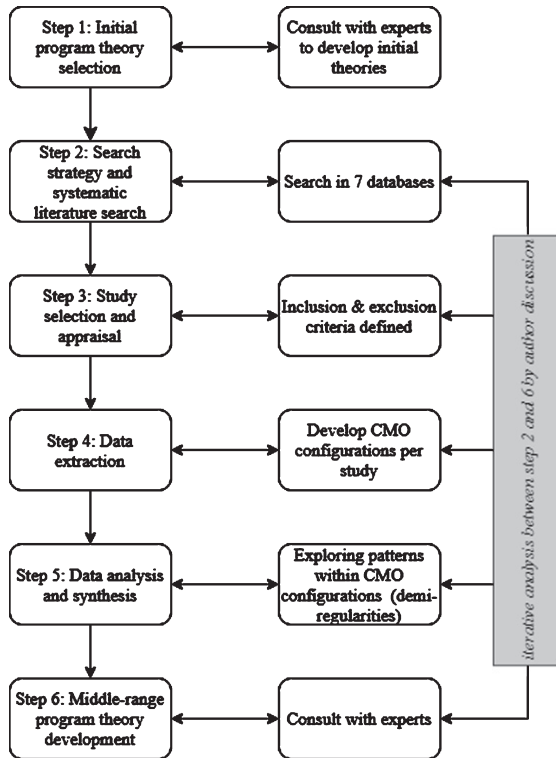 Step 1: Initial
program theory
selection
Consult with experts
to develop initial
theories
Step 2: Search
strategy and
systematic
literature search
Search in 7 databases
Step 3: Study
selection and
appraisal
Inclusion & exclusion
criteria defined
Step 4: Data
extraction
Develop CMO
configurations per
study
Step 5: Data analysis
and synthesis
Exploring patterns
within CMO
configurations (demi-
regularities)
Step 6: Middle-range
program theory
development
Consult with experts
iterative analysis between step 2 and 6 by author discussion